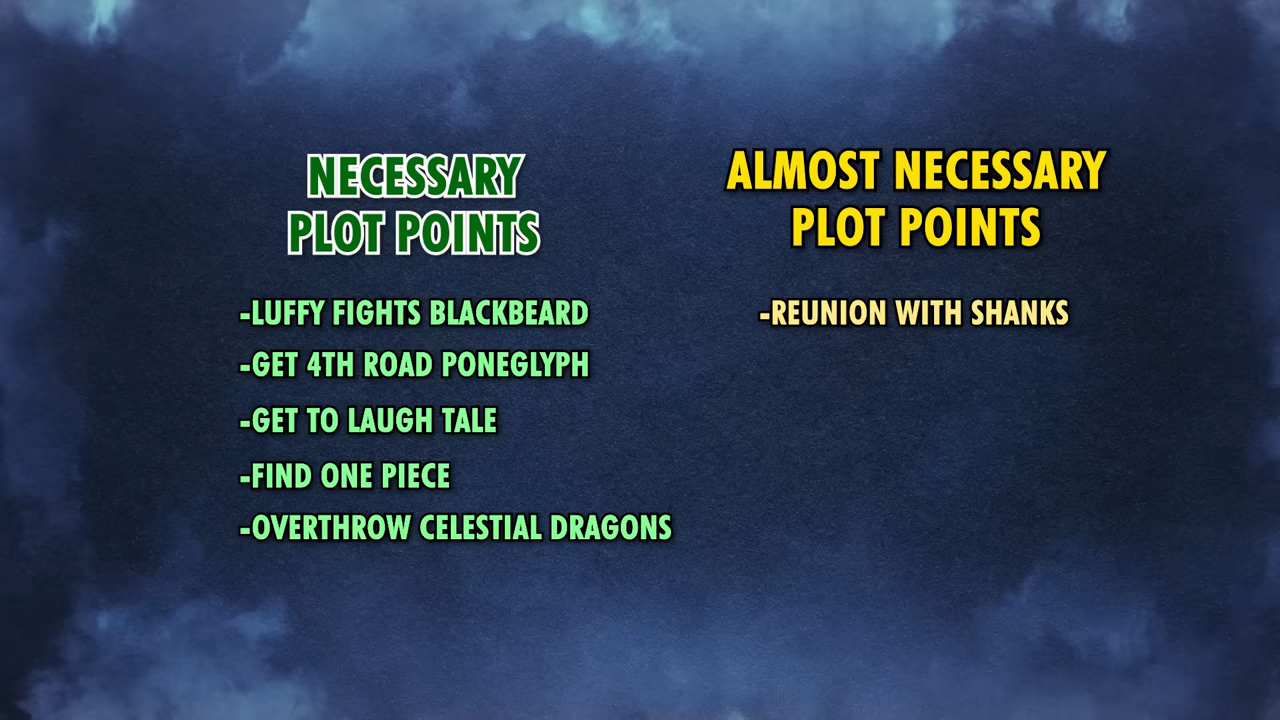 NECESSARY
PLOT POINTS
-LUFFY FIGHTS BLACKBEARD
-GET 4TH ROAD PONEGLYPH
-GET TO LAUGH TALE
-FIND ONE PIECE
-OVERTHROW CELESTIAL DRAGONS
ALMOST NECESSARY
PLOT POINTS
-REUNION WITH SHANKS